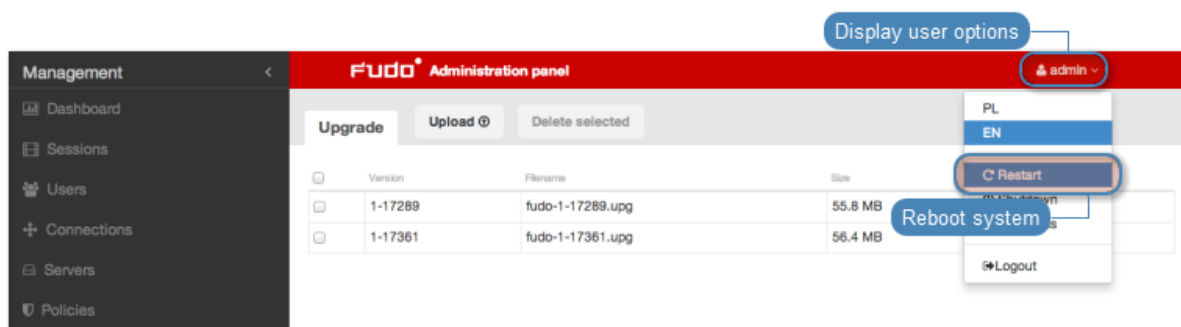 Display user options
Management
Fudo Administration panel
admin
Dashboard
Sessions
Users
Connections
Servers
Policies
Upgrade
Upload
Delete selected
PL
EN
Restart
Reboot system
Logout
Version Filename Size
1-17289 fudo-1-17289.upg 55.8 MB
1-17361 fudo-1-17361.upg 56.4 MB